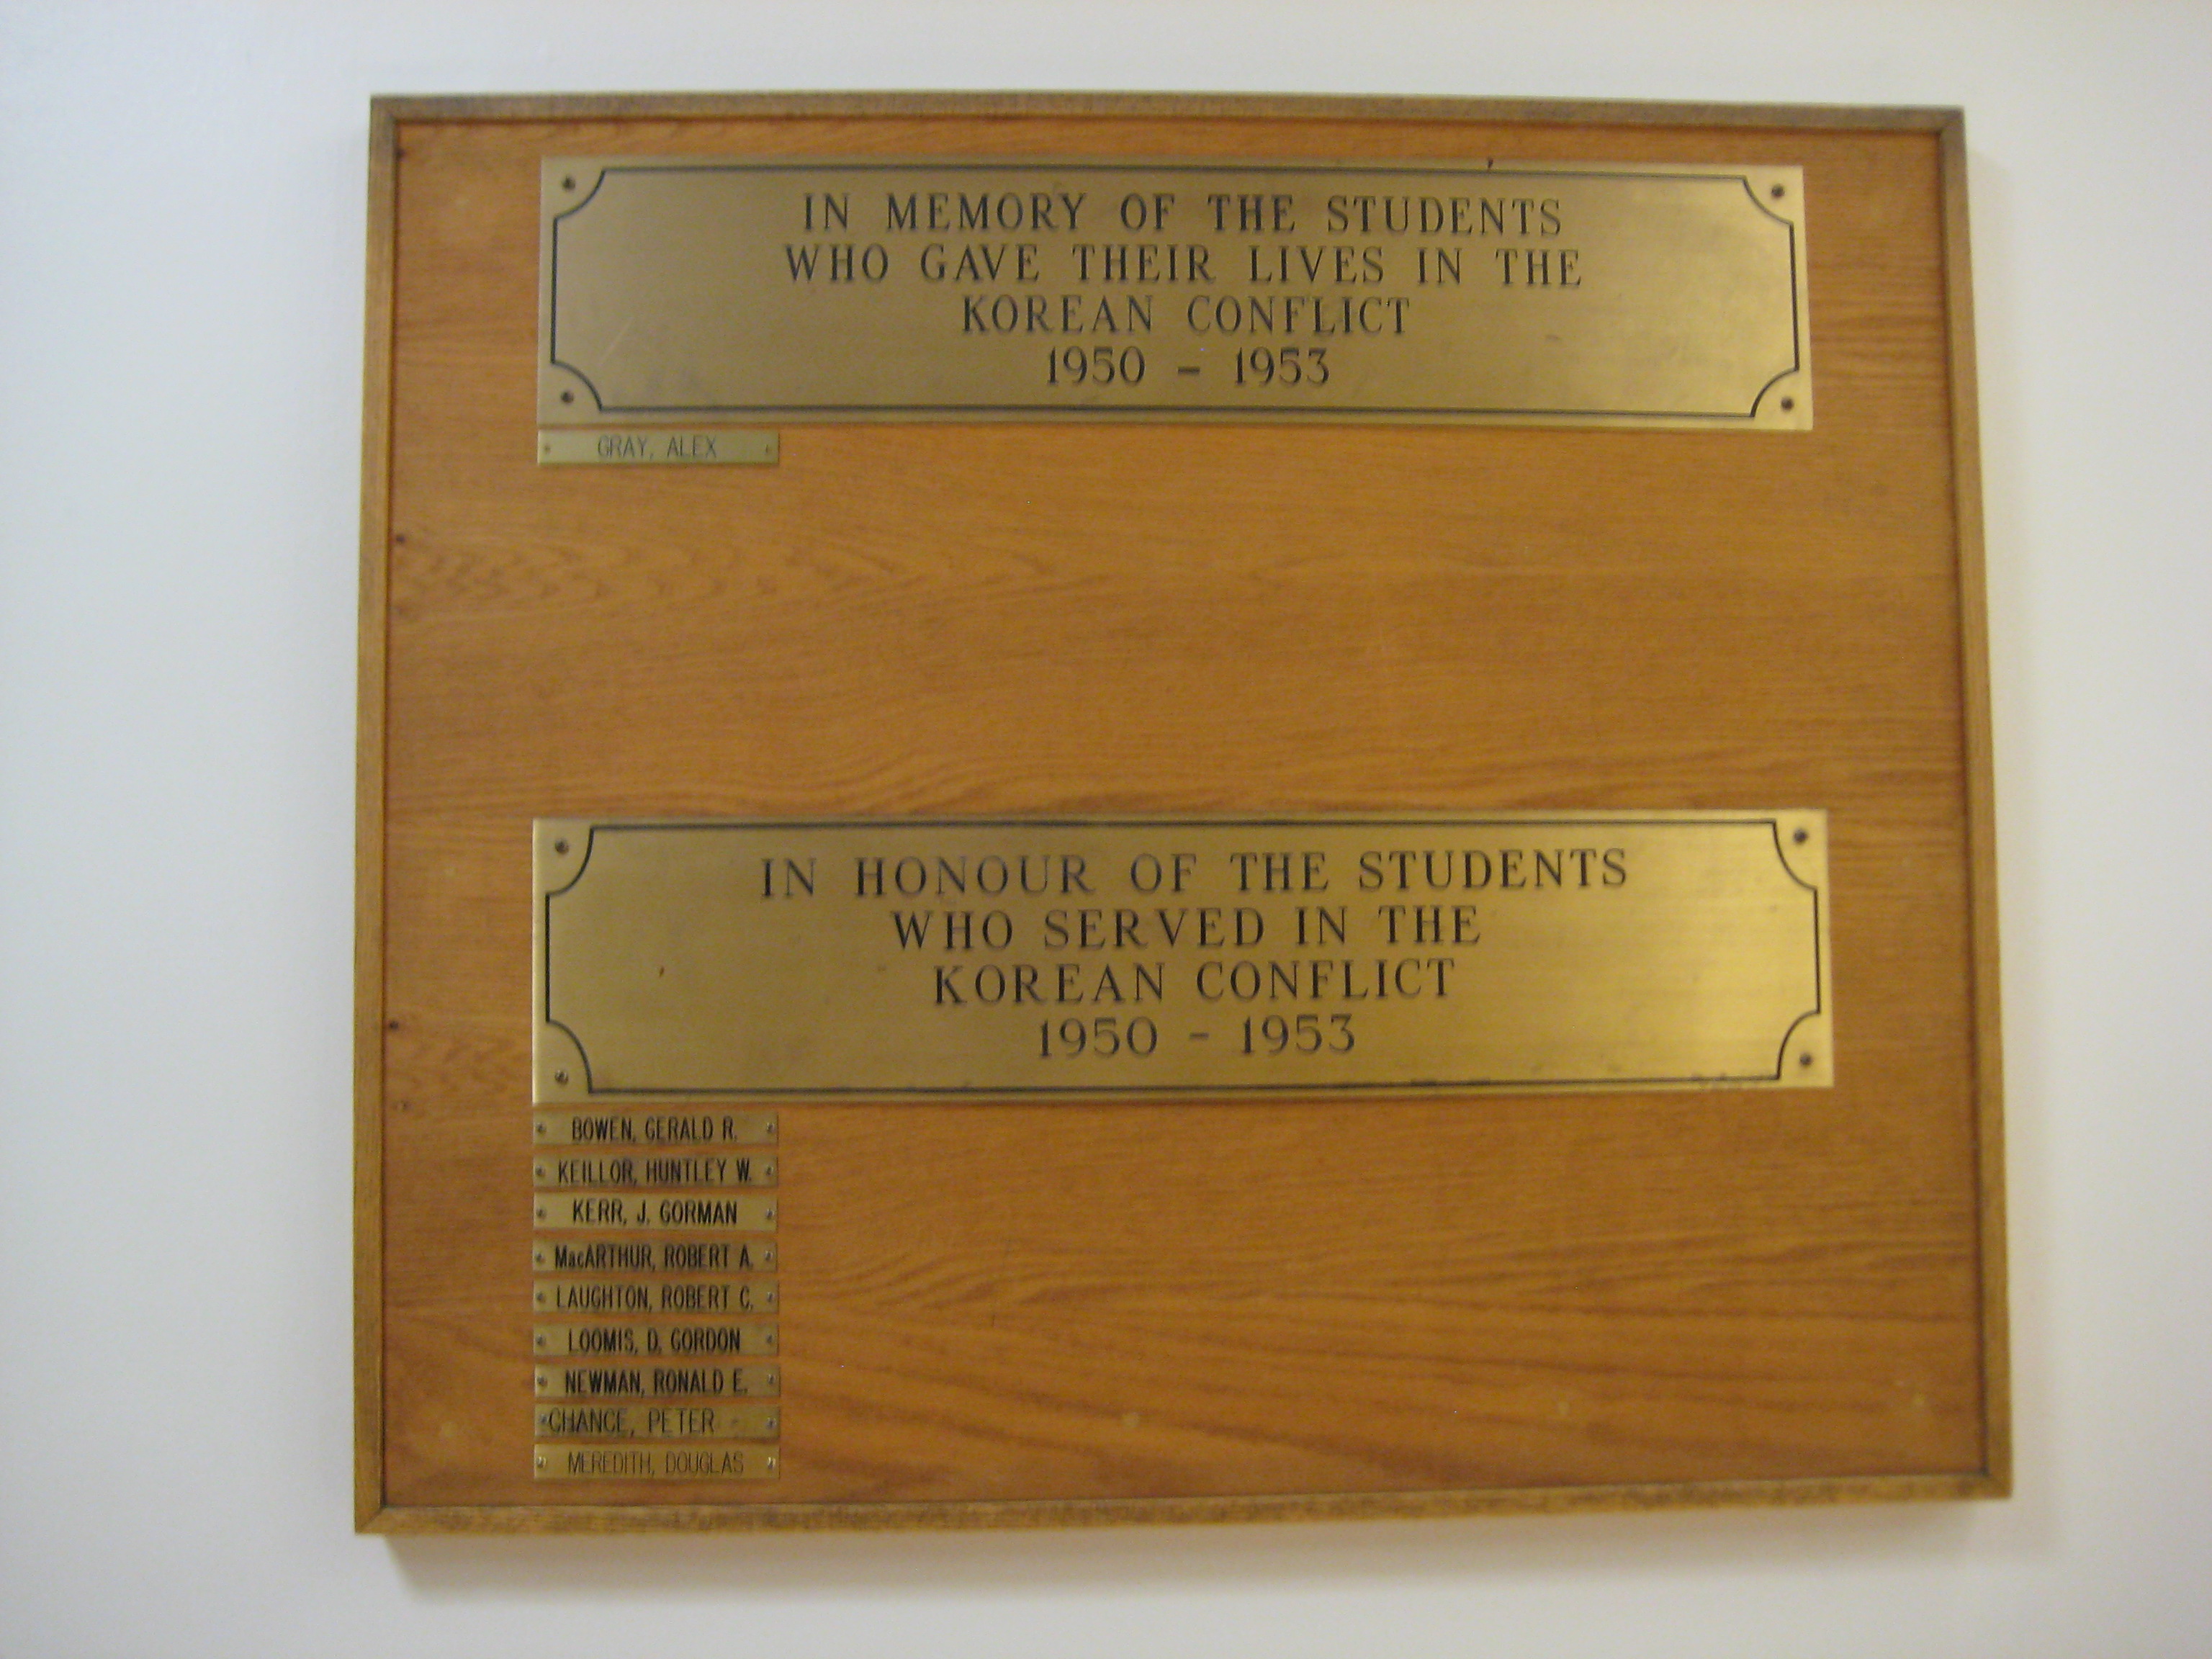 IN MEMORY OF THE STUDENTS
WHO GAVE THEIR LIVES IN THE
KOREAN CONFLICT
1950 - 1953
GRAY, ALEX
IN HONOUR OF THE STUDENTS
WHO SERVED IN THE
KOREAN CONFLICT
1950 - 1953
BOWEN, GERALD R.
KEILLOR, HUNTLEY W.
KERR, J. GORMAN
MacARTHUR, ROBERT A.
LAUGHTON, ROBERT C.
LOOMIS, D. GORDON
NEWMAN, RONALD E.
CHANCE, PETER
MEREDITH, DOUGLAS